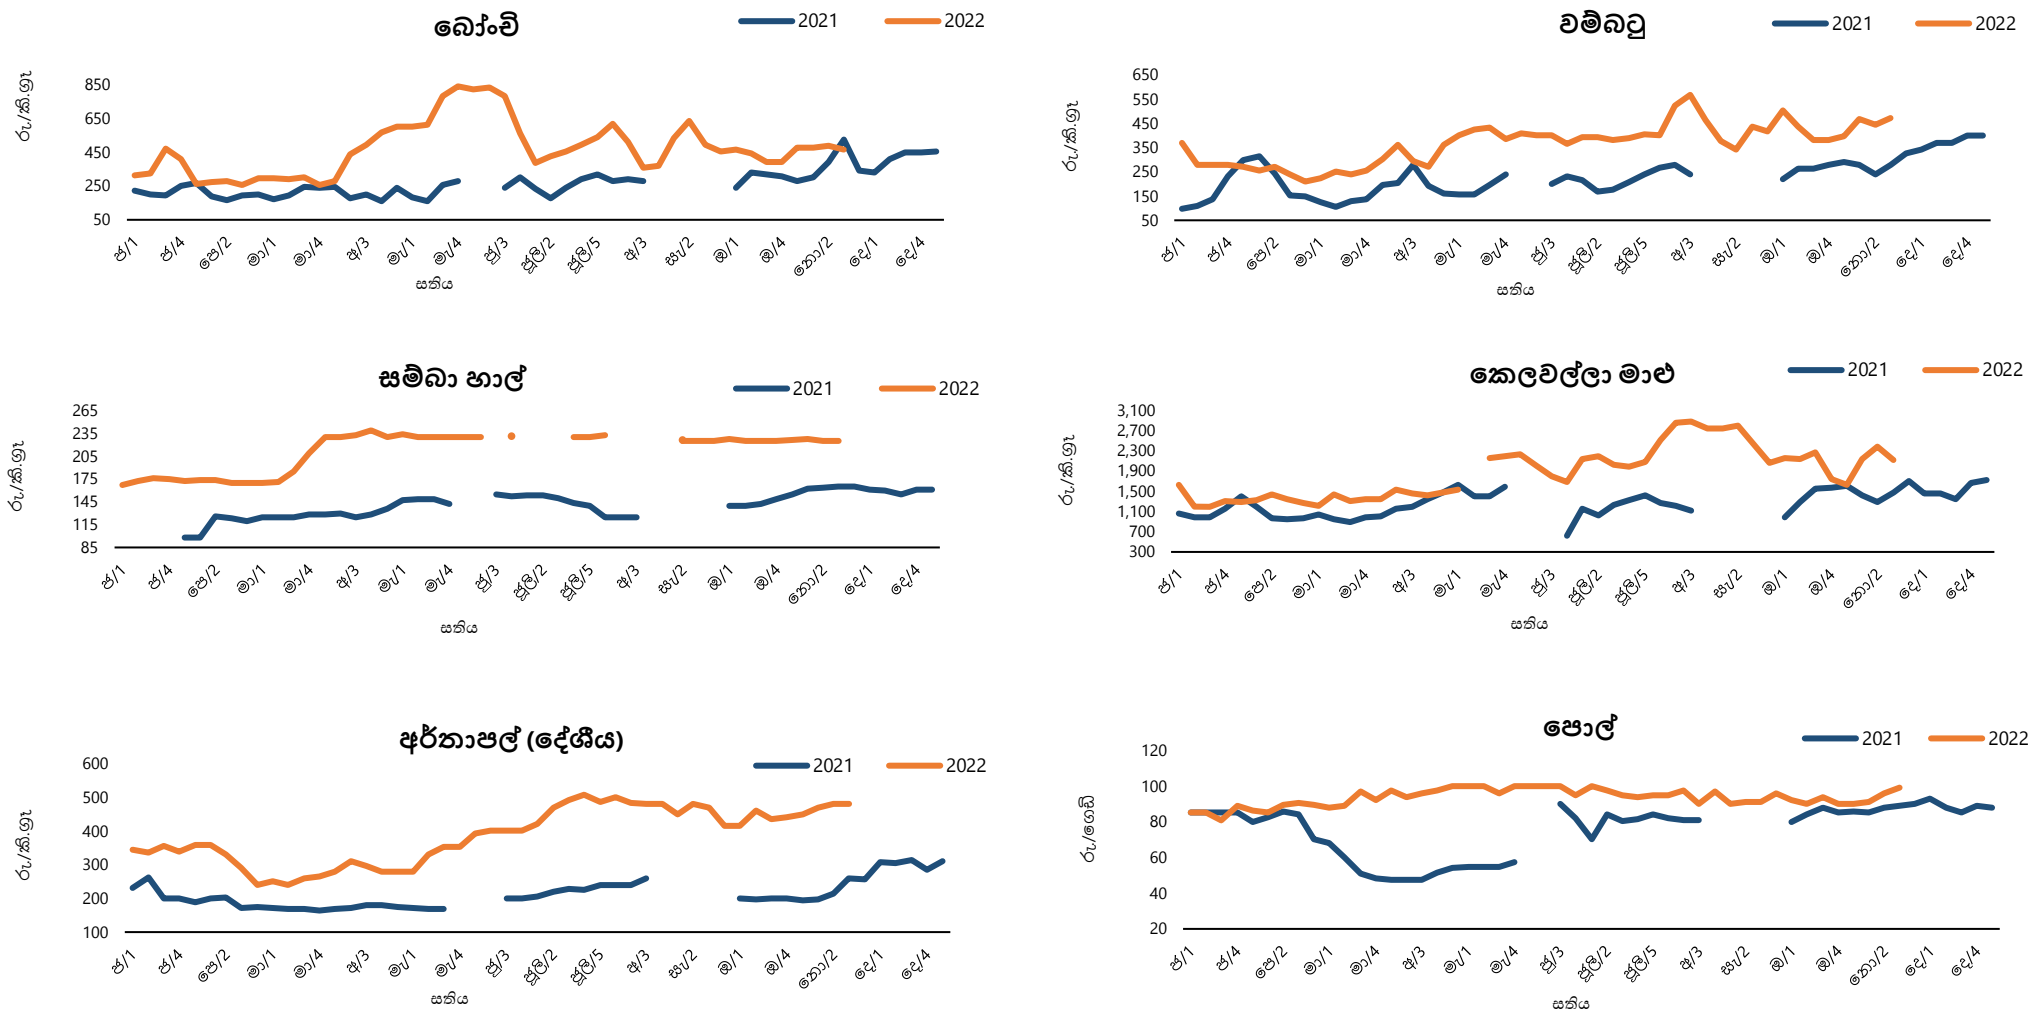 බෝංචි
2021
2022
රු/කි.ග්‍රෑ
850
650
450
250
50
ජ/1
ජ/4
පෙ/2
මා/1
මා/4
අ/3
මැ/1
මැ/4
ජූ/3
ජූලි/2
ජූලි/5
අ/3
සැ/2
ඔ/1
ඔ/4
නො/2
දෙ/1
දෙ/4
සතිය
වම්බටු
2021
2022
රු/කි.ග්‍රෑ
650
550
450
350
250
150
50
ජ/1
ජ/4
පෙ/2
මා/1
මා/4
අ/3
මැ/1
මැ/4
ජූ/3
ජූලි/2
ජූලි/5
අ/3
සැ/2
ඔ/1
ඔ/4
නො/2
දෙ/1
දෙ/4
සතිය
සම්බා හාල්
2021
2022
රු/කි.ග්‍රෑ
265
235
205
175
145
115
85
ජ/1
ජ/4
පෙ/2
මා/1
මා/4
අ/3
මැ/1
මැ/4
ජූ/3
ජූලි/2
ජූලි/5
අ/3
සැ/2
ඔ/1
ඔ/4
නො/2
දෙ/1
දෙ/4
සතිය
කෙලවල්ලා මාළු
2021
2022
රු/කි.ග්‍රෑ
3,100
2,700
2,300
1,900
1,500
1,100
700
300
ජ/1
ජ/4
පෙ/2
මා/1
මා/4
අ/3
මැ/1
මැ/4
ජූ/3
ජූලි/2
ජූලි/5
අ/3
සැ/2
ඔ/1
ඔ/4
නො/2
දෙ/1
දෙ/4
සතිය
අර්තාපල් (දේශීය)
2021
2022
රු/කි.ග්‍රෑ
600
500
400
300
200
100
ජ/1
ජ/4
පෙ/2
මා/1
මා/4
අ/3
මැ/1
මැ/4
ජූ/3
ජූලි/2
ජූලි/5
අ/3
සැ/2
ඔ/1
ඔ/4
නො/2
දෙ/1
දෙ/4
සතිය
පොල්
2021
2022
රු/ගෙඩි
120
100
80
60
40
20
ජ/1
ජ/4
පෙ/2
මා/1
මා/4
අ/3
මැ/1
මැ/4
ජූ/3
ජූලි/2
ජූලි/5
අ/3
සැ/2
ඔ/1
ඔ/4
නො/2
දෙ/1
දෙ/4
සතිය